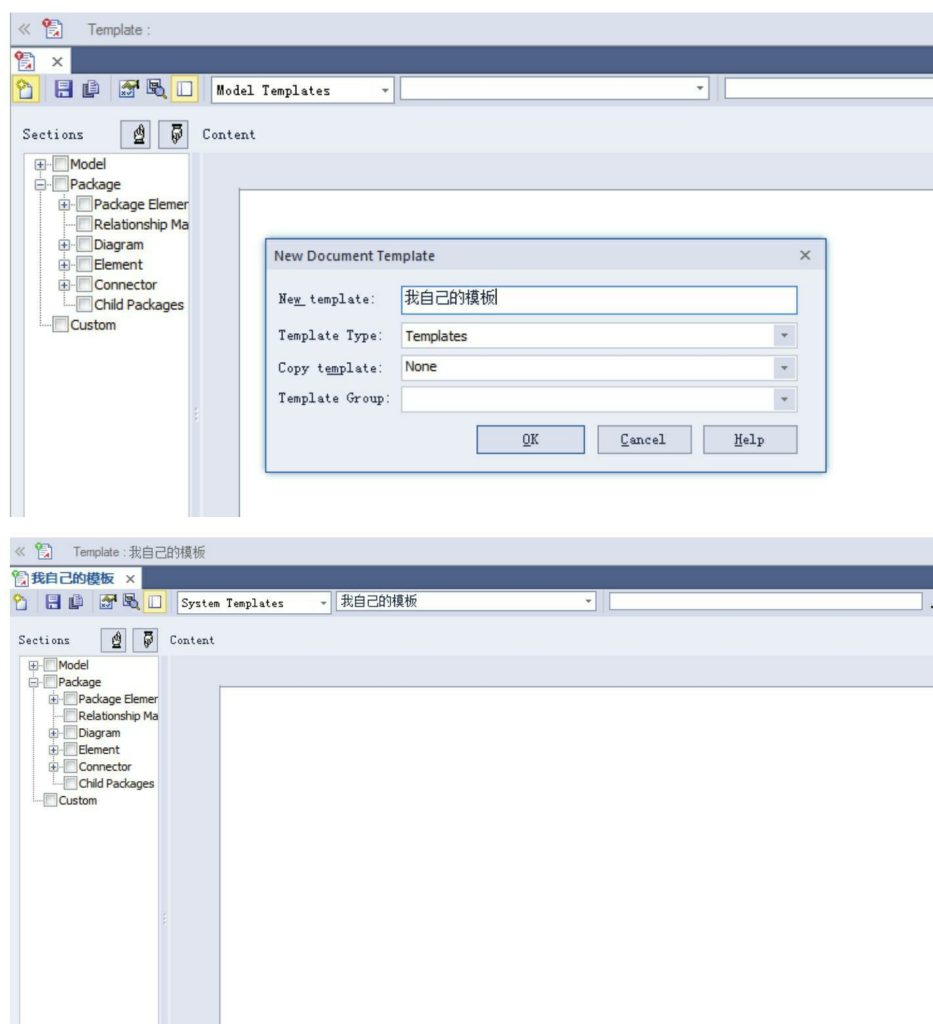 Template :
Model Templates
Sections Content
Model
Package
Package Elemer
Relationship Ma
Diagram
Element
Connector
Child Packages
Custom
New Document Template
New template: 我自己的模板
Template Type: Templates
Copy template: None
Template Group:
OK Cancel Help
Template : 我自己的模板
我自己的模板
System Templates 我自己的模板
Sections Content
Model
Package
Package Elemer
Relationship Ma
Diagram
Element
Connector
Child Packages
Custom